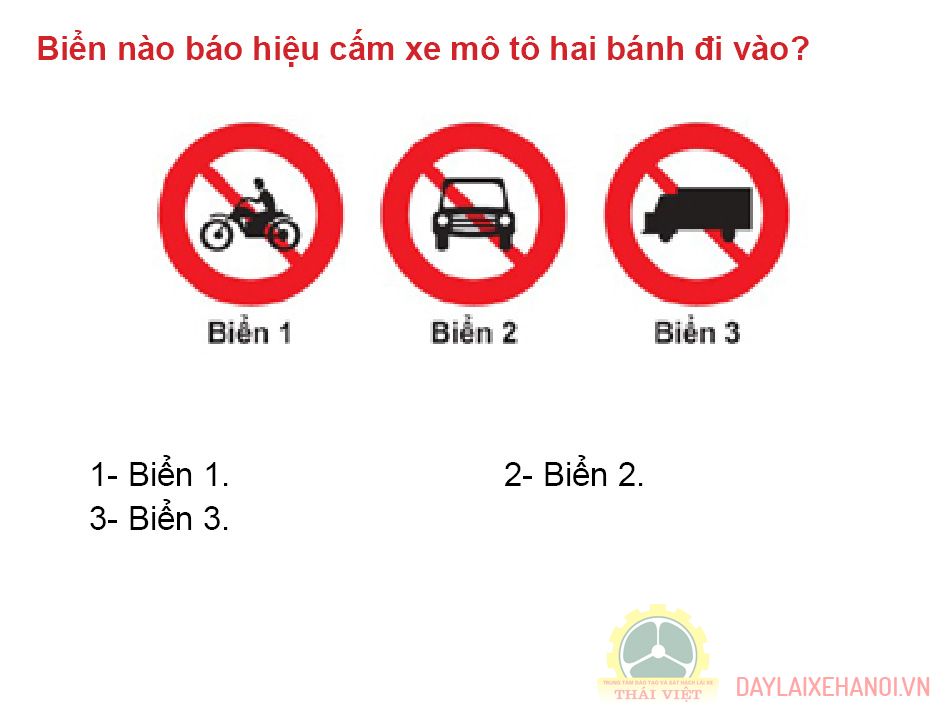 Biển nào báo hiệu cấm xe mô tô hai bánh đi vào?
Biển 1 Biển 2 Biển 3
1- Biển 1. 2- Biển 2.
3- Biển 3.
TRUNG TÂM ĐÀO TẠO VÀ SÁT HẠCH LÁI XE
THÁI VIỆT
DAYLAIXEHANOI.VN